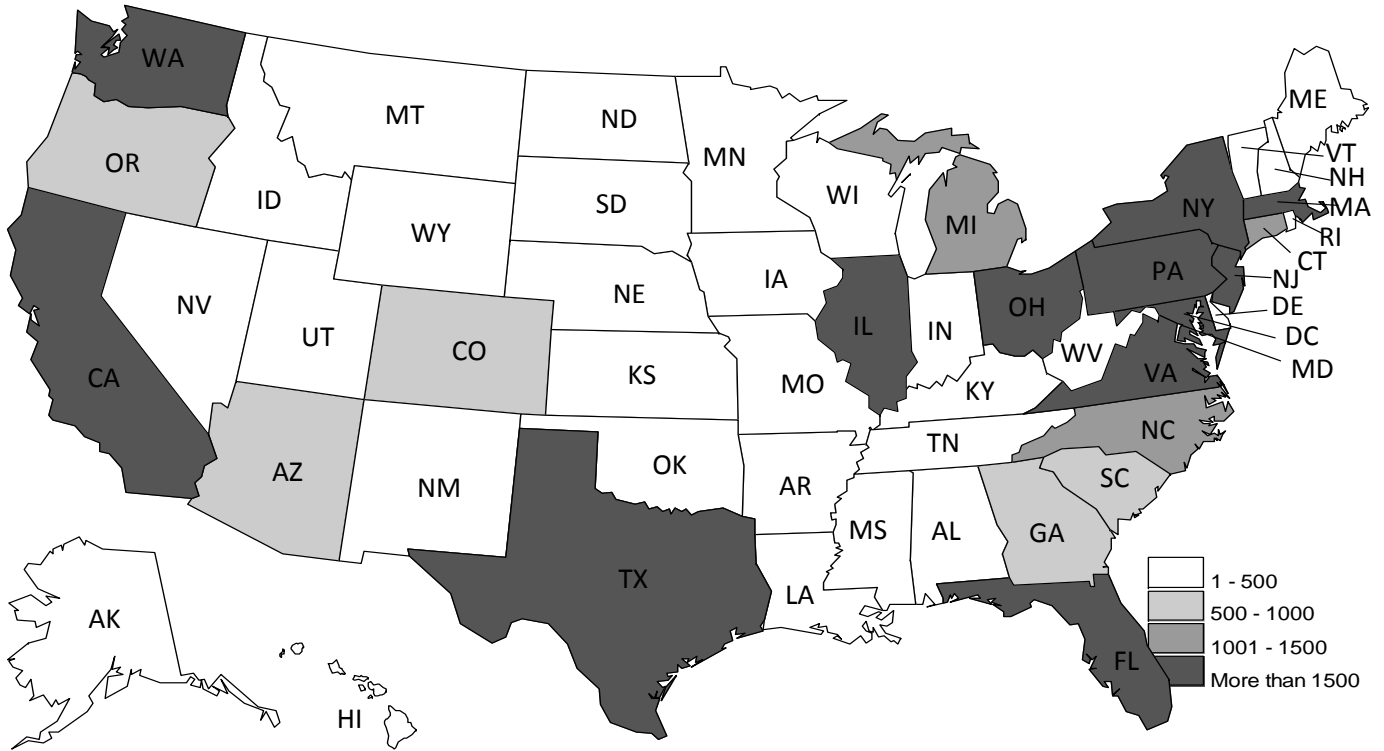 WA
MT
ND
MN
ME
VT
OR
ID
SD
WI
NH
WY
MI
NY
MA
RI
IA
PA
CT
NE
NJ
NV
UT
CO
IL
IN
OH
DE
DC
CA
KS
MO
WV
VA
MD
KY
AZ
NM
OK
TN
NC
AR
SC
MS
AL
GA
TX
LA
1 - 500
500 - 1000
1001 - 1500
More than 1500
AK
FL
HI